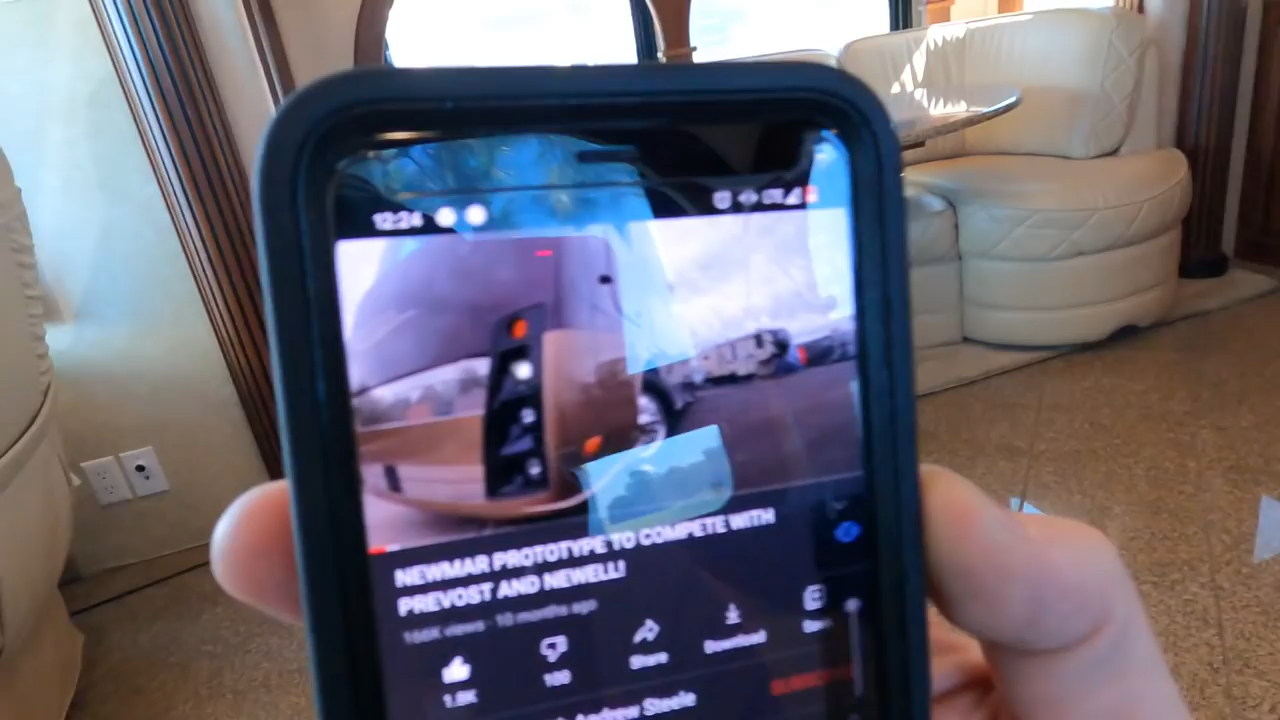 12:24
NEWMAR PROTOTYPE TO COMPETE WITH
PREVOST AND NEWELL!
166K views · 10 months ago
1.8K
100
Share
Download
Andrew Steele